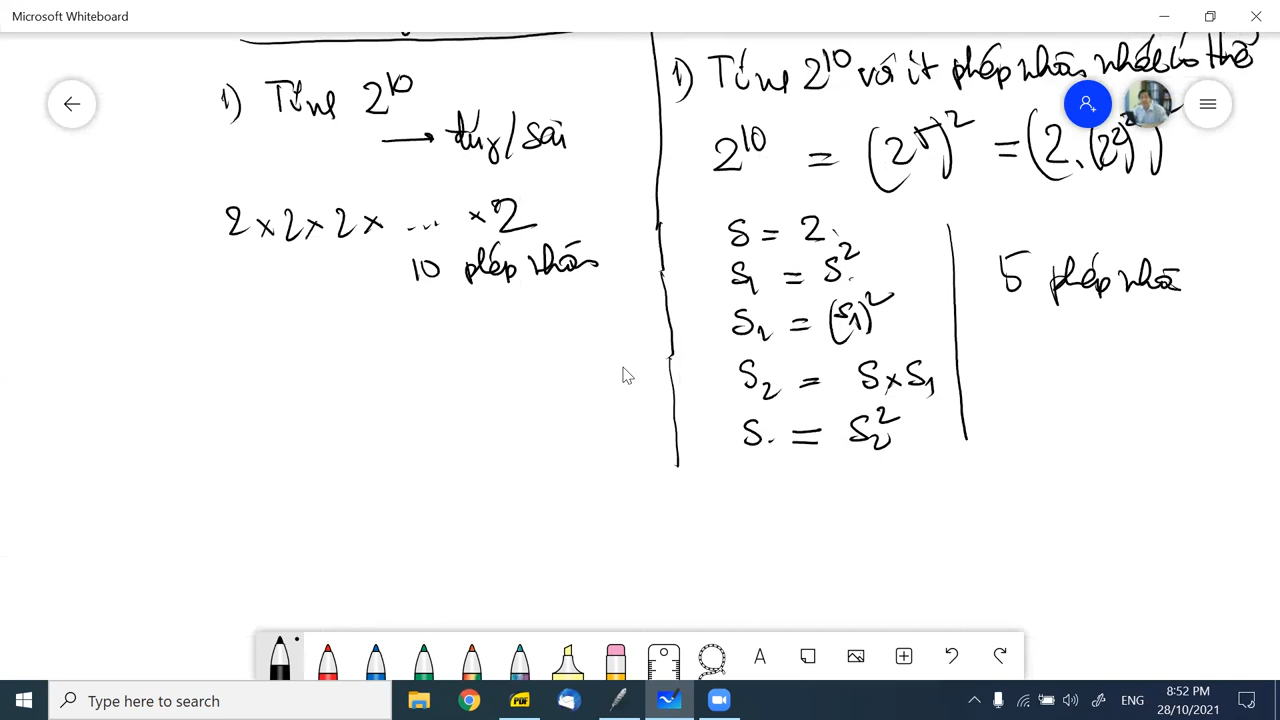 Microsoft Whiteboard
1) Tính 2^10
→ đúng/sai
2 × 2 × 2 × ... × 2
10 phép nhân
1) Tính 2^10 với ít phép nhân nhất có thể
2^10 = (2^5)^2 = (2.(2^2)^2)^2
S = 2.
S1 = S^2.
S2 = (S1)^2
S2 = S×S1
S. = S2^2
5 phép nhân
A
Type here to search
PDF
ENG
8:52 PM
28/10/2021